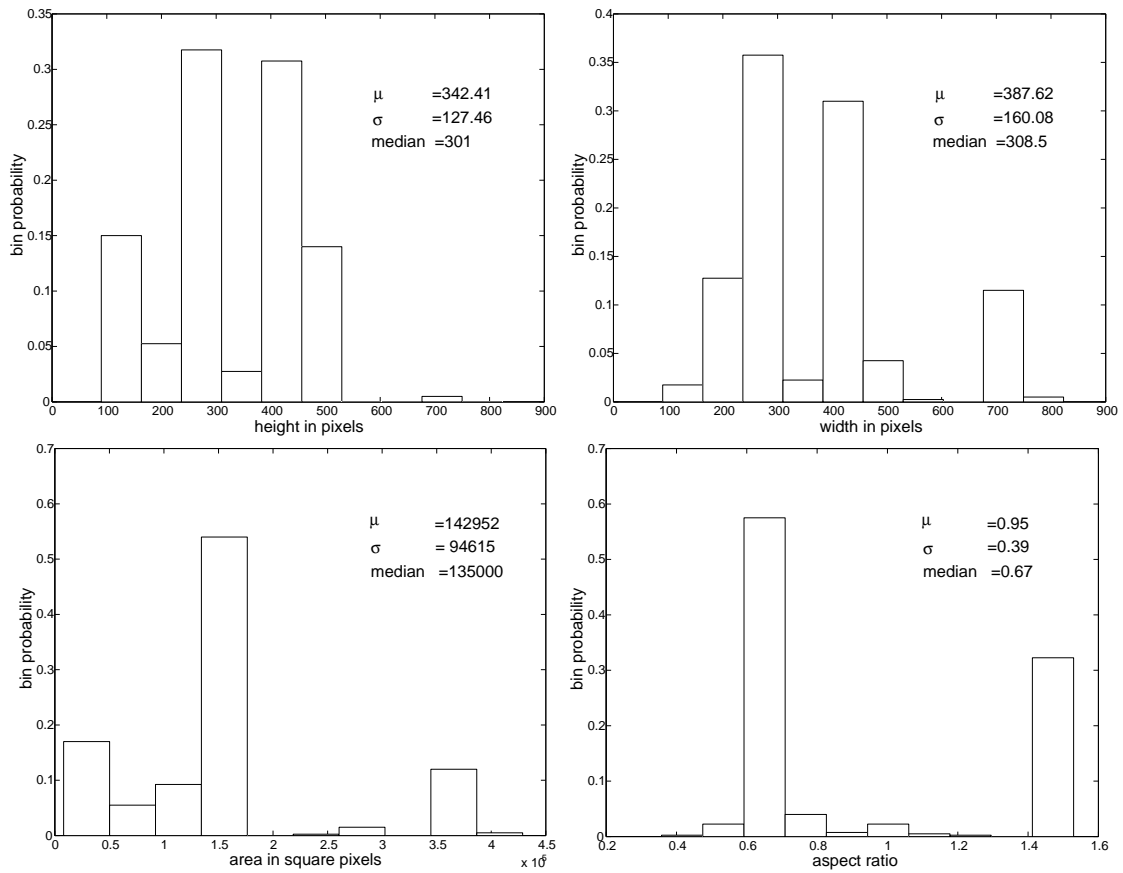 0.35
0.3
0.25
0.2
0.15
0.1
0.05
0
bin probability
μ =342.41
σ =127.46
median =301
0 100 200 300 400 500 600 700 800 900
height in pixels
0.4
0.35
0.3
0.25
0.2
0.15
0.1
0.05
0
bin probability
μ =387.62
σ =160.08
median =308.5
0 100 200 300 400 500 600 700 800 900
width in pixels
0.7
0.6
0.5
0.4
0.3
0.2
0.1
0
bin probability
μ =142952
σ = 94615
median =135000
0 0.5 1 1.5 2 2.5 3 3.5 4 4.5
area in square pixels
x 10
0.7
0.6
0.5
0.4
0.3
0.2
0.1
0
bin probability
μ =0.95
σ =0.39
median =0.67
0.2 0.4 0.6 0.8 1 1.2 1.4 1.6
aspect ratio